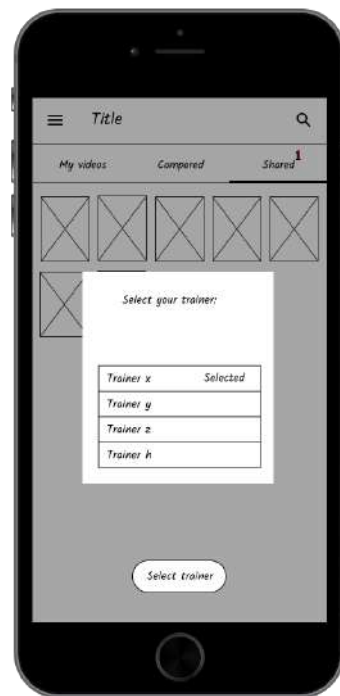 Title
My videos Compared Shared 1
Select your trainer:
Trainer x Selected
Trainer y
Trainer z
Trainer h
Select trainer